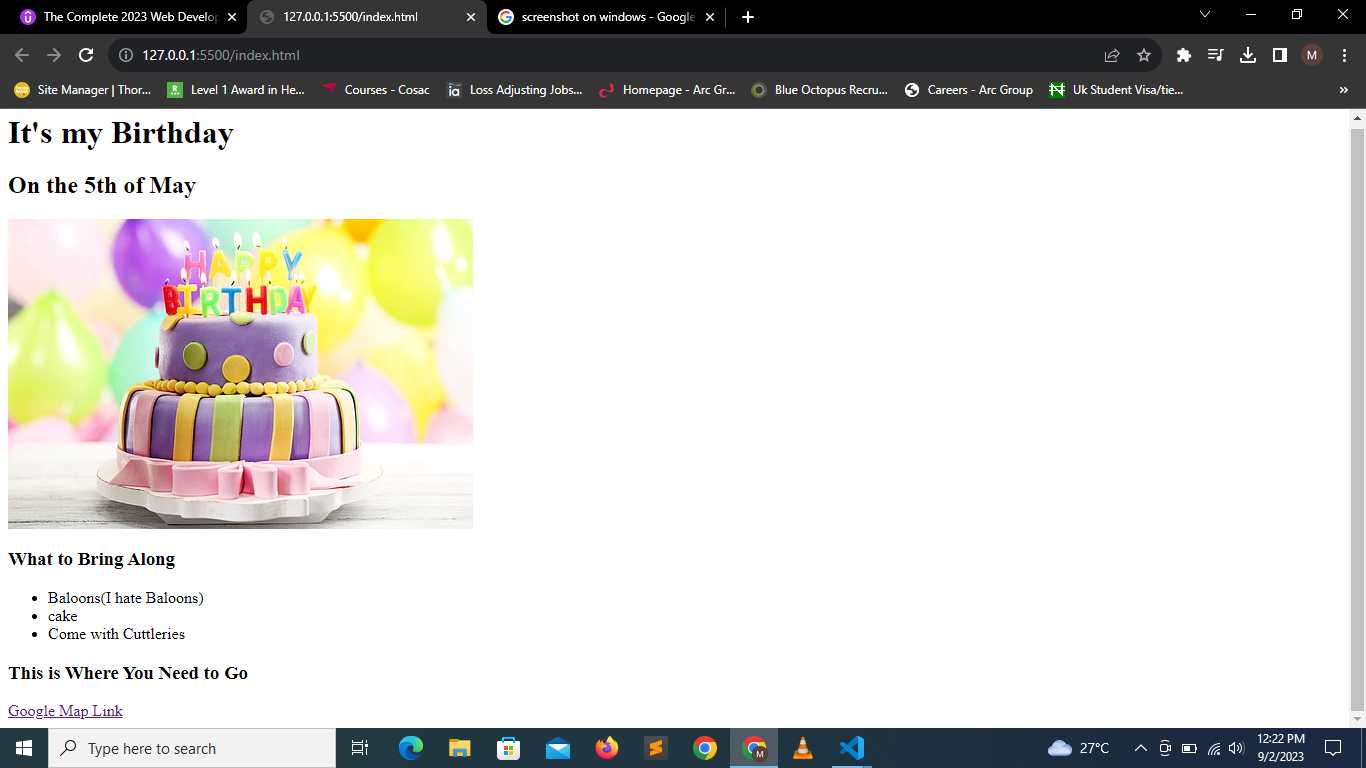 The Complete 2023 Web Develop
127.0.0.1:5500/index.html
screenshot on windows - Google
127.0.0.1:5500/index.html
M
Site Manager | Thor...
R
Level 1 Award in He...
Courses - Cosac
ia
Loss Adjusting Jobs...
Homepage - Arc Gr...
Blue Octopus Recru...
Careers - Arc Group
Uk Student Visa/tie...
»
It's my Birthday
On the 5th of May
HAPPY
BIRTHDAY
What to Bring Along
Baloons(I hate Baloons)
cake
Come with Cuttleries
This is Where You Need to Go
Google Map Link
Type here to search
M
27°C
12:22 PM
9/2/2023